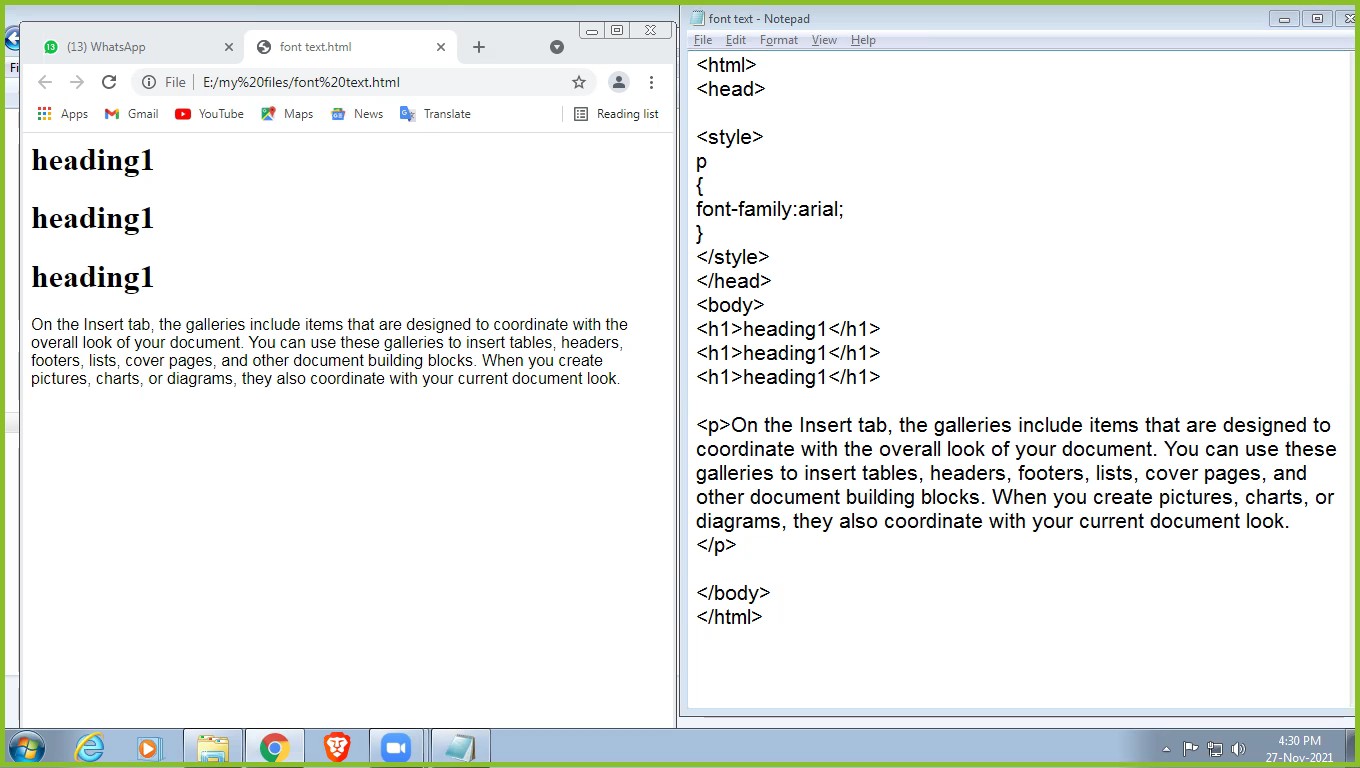 (13) WhatsApp
font text.html
File
E:/my%20files/font%20text.html
Apps
Gmail
YouTube
Maps
News
Translate
Reading list
heading1
heading1
heading1
On the Insert tab, the galleries include items that are designed to coordinate with the
overall look of your document. You can use these galleries to insert tables, headers,
footers, lists, cover pages, and other document building blocks. When you create
pictures, charts, or diagrams, they also coordinate with your current document look.
font text - Notepad
File Edit Format View Help
<html>
<head>
<style>
p
{
font-family:arial;
}
</style>
</head>
<body>
<h1>heading1</h1>
<h1>heading1</h1>
<h1>heading1</h1>
<p>On the Insert tab, the galleries include items that are designed to
coordinate with the overall look of your document. You can use these
galleries to insert tables, headers, footers, lists, cover pages, and
other document building blocks. When you create pictures, charts, or
diagrams, they also coordinate with your current document look.
</p>
</body>
</html>
4:30 PM
27-Nov-2021